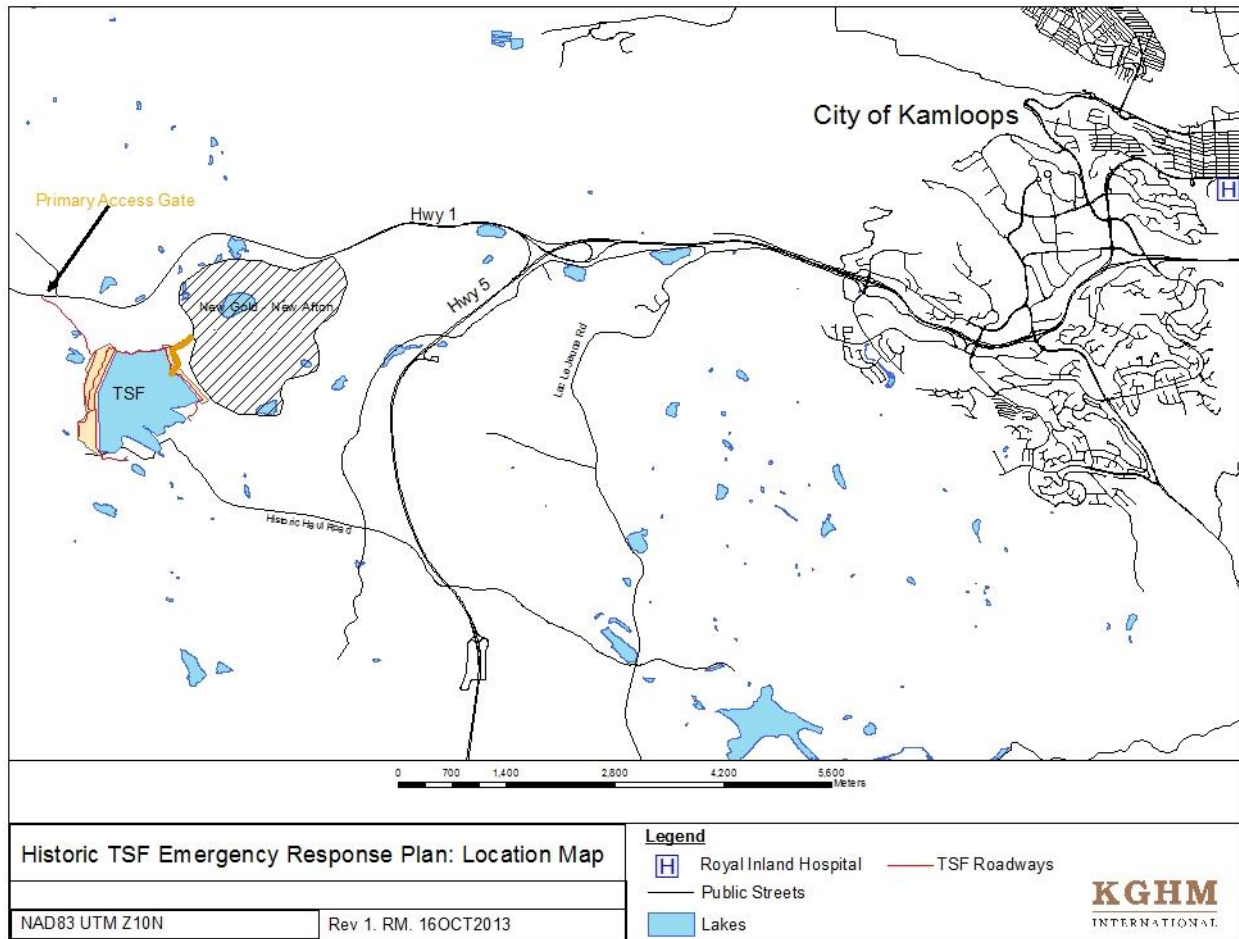 City of Kamloops
H
Primary Access Gate
Hwy 1
Hwy 5
New Gold - New Afton
Lac Le Jeune Rd
TSF
Historic Haul Road
0 700 1,400 2,800 4,200 5,600
Meters
Historic TSF Emergency Response Plan: Location Map
NAD83 UTM Z10N
Rev 1. RM. 16OCT2013
Legend
H Royal Inland Hospital
TSF Roadways
Public Streets
Lakes
KGHM
INTERNATIONAL